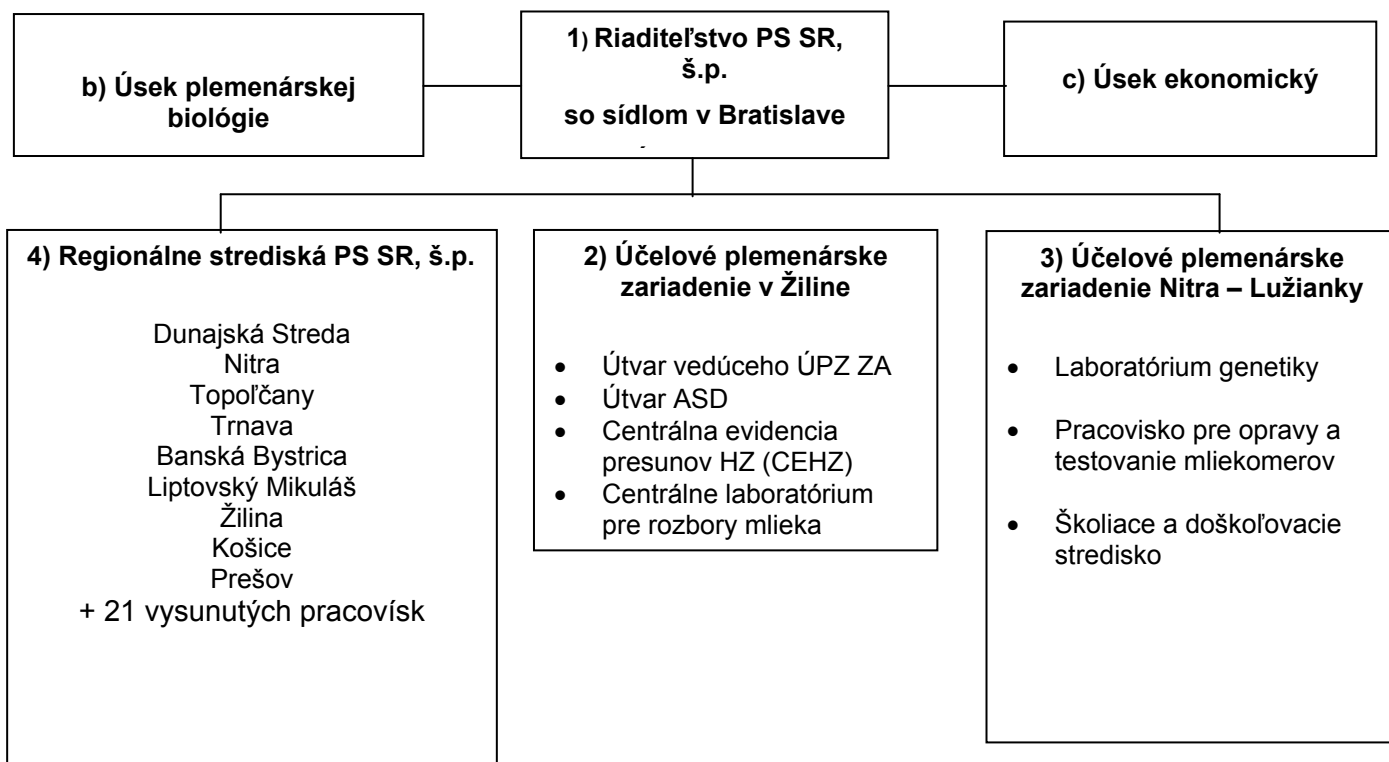 1) Riaditeľstvo PS SR,
š.p.
so sídlom v Bratislave
b) Úsek plemenárskej
biológie
c) Úsek ekonomický
4) Regionálne strediská PS SR, š.p.
Dunajská Streda
Nitra
Topoľčany
Trnava
Banská Bystrica
Liptovský Mikuláš
Žilina
Košice
Prešov
+ 21 vysunutých pracovísk
2) Účelové plemenárske
zariadenie v Žiline
• Útvar vedúceho ÚPZ ZA
• Útvar ASD
• Centrálna evidencia
presunov HZ (CEHZ)
• Centrálne laboratórium
pre rozbory mlieka
3) Účelové plemenárske
zariadenie Nitra – Lužianky
• Laboratórium genetiky
• Pracovisko pre opravy a
testovanie mliekomerov
• Školiace a doškoľovacie
stredisko